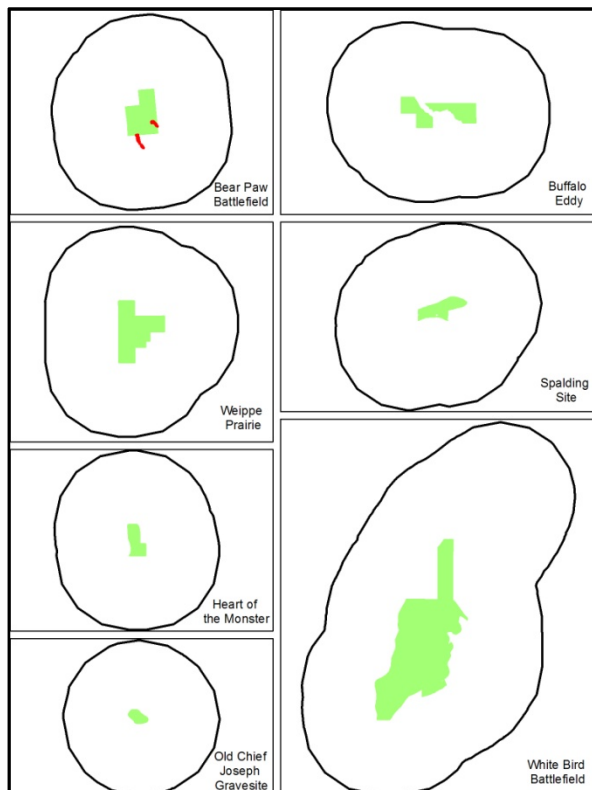 Bear Paw
Battlefield
Buffalo
Eddy
Weippe
Prairie
Spalding
Site
Heart of
the Monster
Old Chief
Joseph
Gravesite
White Bird
Battlefield